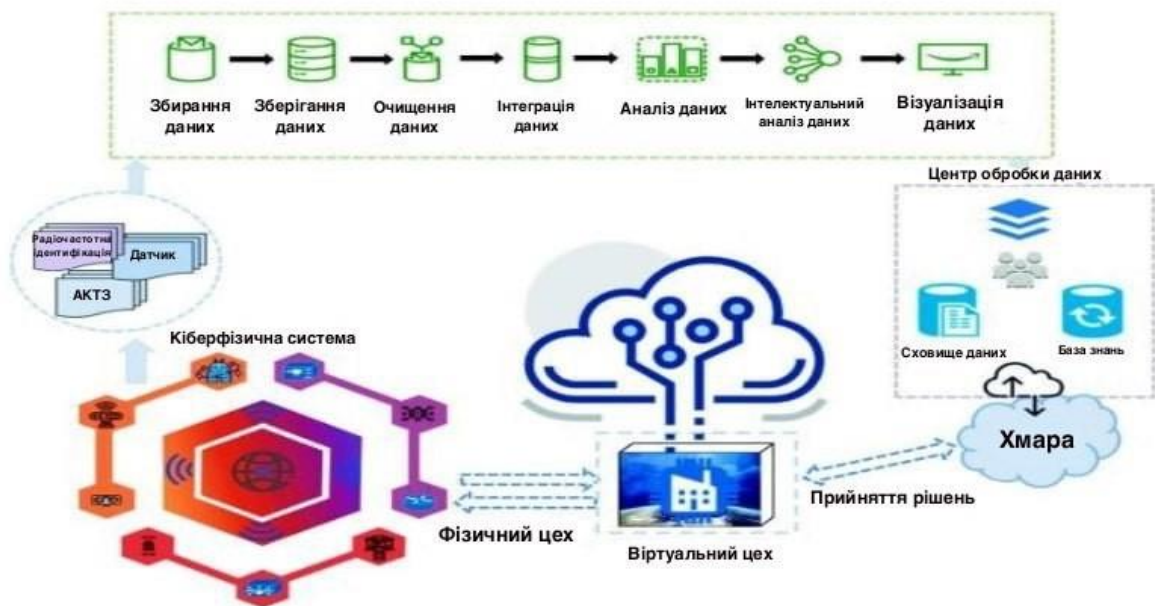 Збирання
даних
Зберігання
даних
Очищення
даних
Інтеграція
даних
Аналіз даних
Інтелектуальний
аналіз даних
Візуалізація
даних
Центр обробки даних
Радіочастотна
ідентифікація
Датчик
АКТЗ
Кіберфізична система
Сховище даних
База знань
Хмара
Прийняття рішень
Фізичний цех
Віртуальний цех